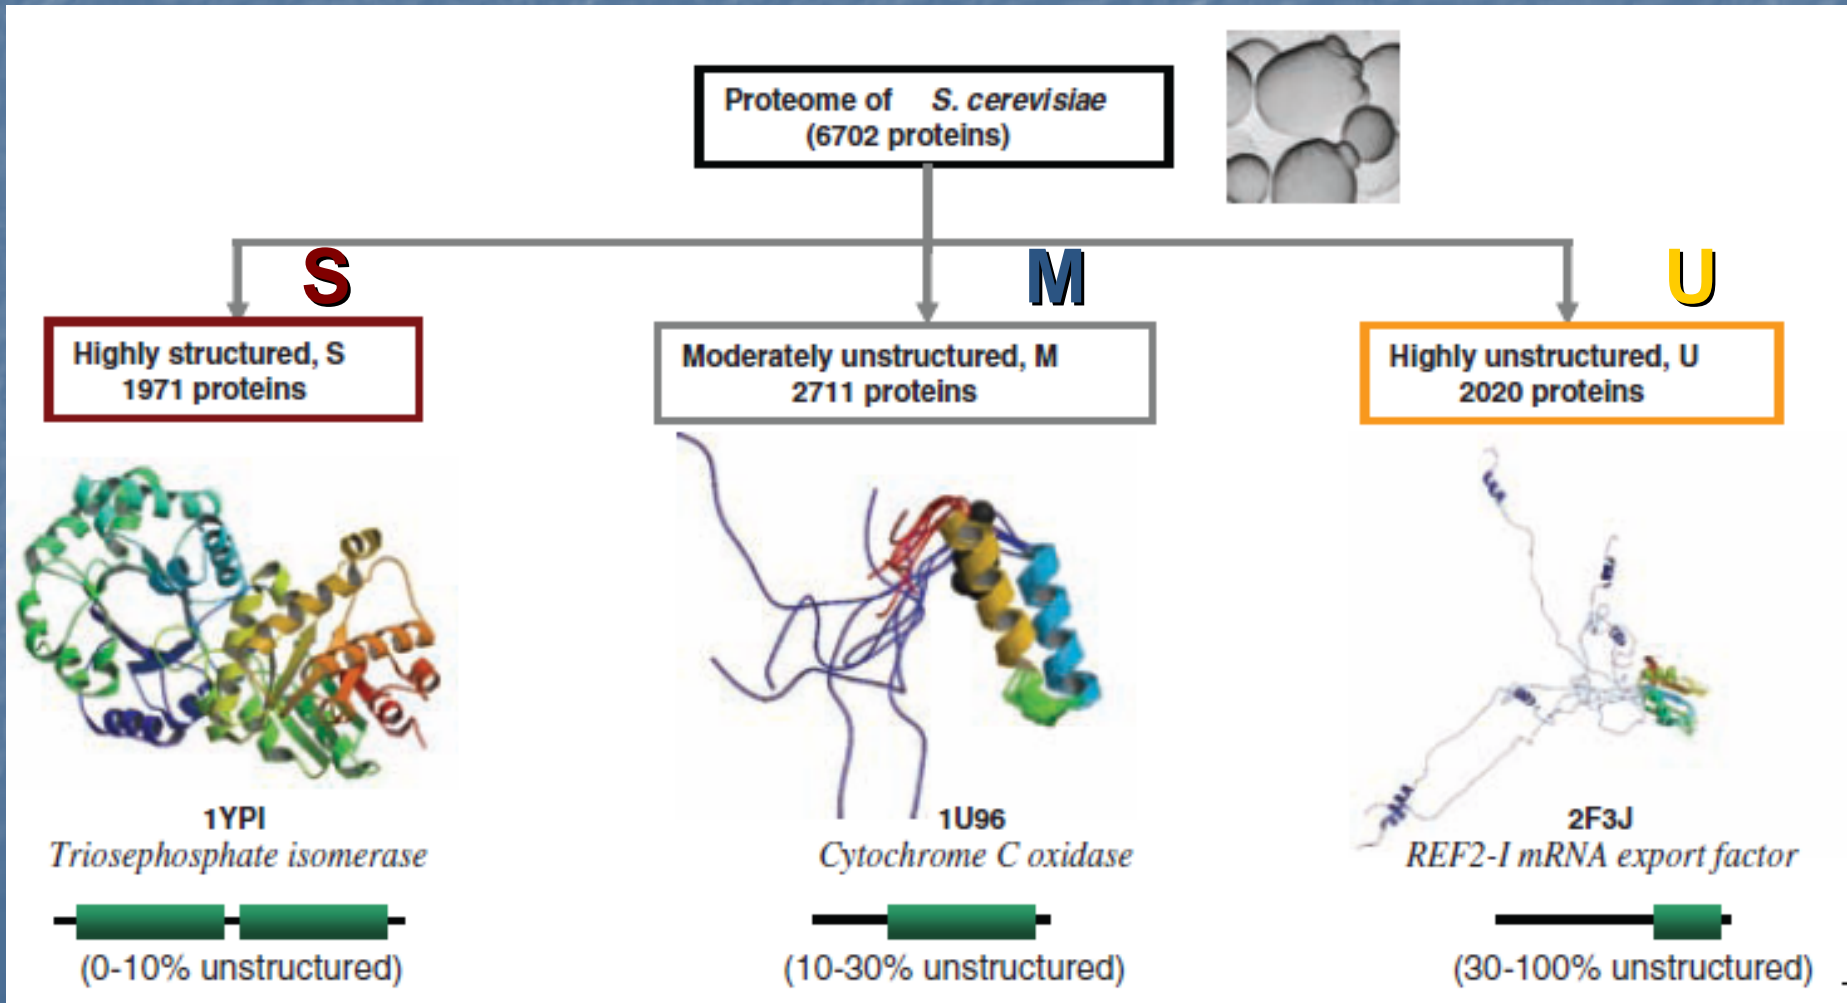 Proteome of S. cerevisiae
(6702 proteins)
S
M
U
Highly structured, S
1971 proteins
Moderately unstructured, M
2711 proteins
Highly unstructured, U
2020 proteins
1YPI
Triosephosphate isomerase
(0-10% unstructured)
1U96
Cytochrome C oxidase
(10-30% unstructured)
2F3J
REF2-I mRNA export factor
(30-100% unstructured)